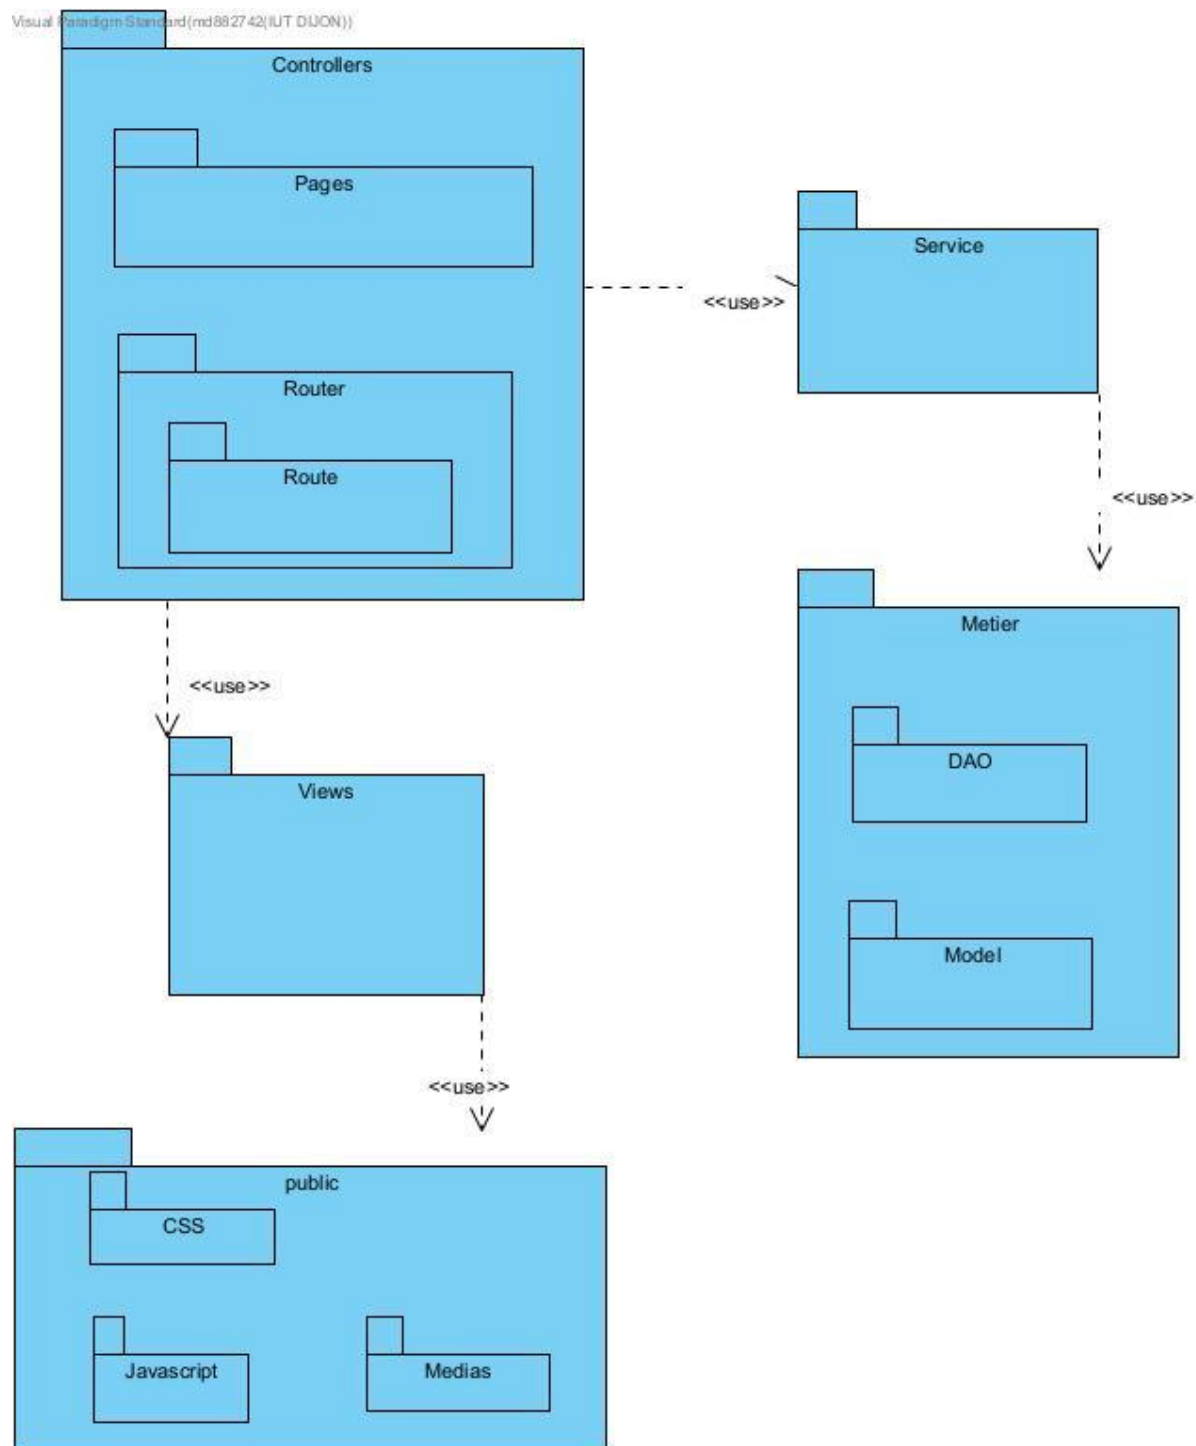 Visual Paradigm Standard(md882742(IUT DIJON))
Controllers
Pages
Service
<<use>>
Router
Route
<<use>>
Metier
<<use>>
DAO
Views
Model
<<use>>
public
CSS
Javascript
Medias